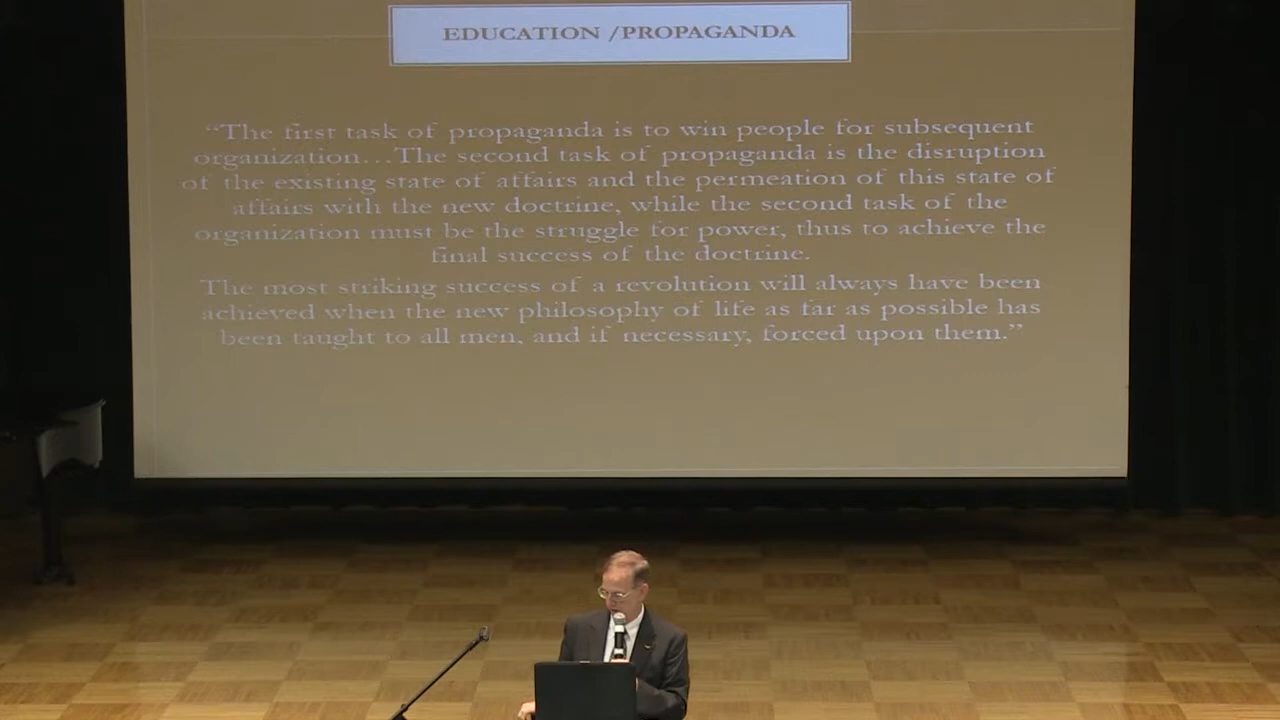 EDUCATION /PROPAGANDA
“The first task of propaganda is to win people for subsequent
organization…The second task of propaganda is the disruption
of the existing state of affairs and the permeation of this state of
affairs with the new doctrine, while the second task of the
organization must be the struggle for power, thus to achieve the
final success of the doctrine.
The most striking success of a revolution will always have been
achieved when the new philosophy of life as far as possible has
been taught to all men, and if necessary, forced upon them.”